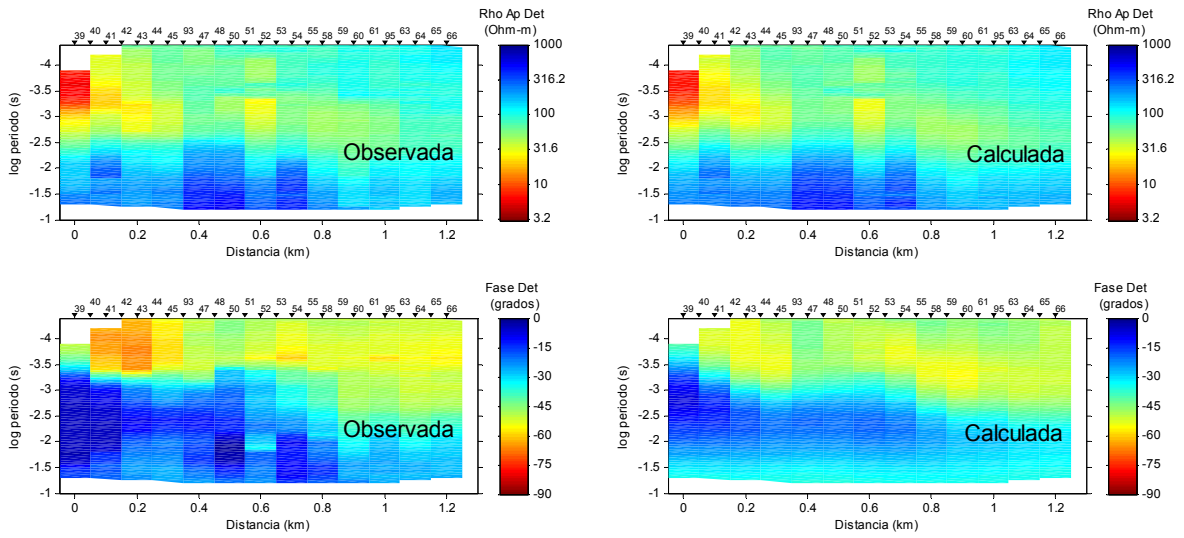 Rho Ap Det
(Ohm-m)
40 42 44 93 48 51 53 55 59 61 63 65
39 41 43 45 47 50 52 54 58 60 95 64 66
log periodo (s)
-4
-3.5
-3
-2.5
-2
-1.5
-1
Observada
1000
316.2
100
31.6
10
3.2
0 0.2 0.4 0.6 0.8 1 1.2
Distancia (km)
Rho Ap Det
(Ohm-m)
40 42 44 93 48 51 53 55 59 61 63 65
39 41 43 45 47 50 52 54 58 60 95 64 66
log periodo (s)
-4
-3.5
-3
-2.5
-2
-1.5
-1
Calculada
1000
316.2
100
31.6
10
3.2
0 0.2 0.4 0.6 0.8 1 1.2
Distancia (km)
Fase Det
(grados)
40 42 44 93 48 51 53 55 59 61 63 65
39 41 43 45 47 50 52 54 58 60 95 64 66
log periodo (s)
-4
-3.5
-3
-2.5
-2
-1.5
-1
Observada
0
-15
-30
-45
-60
-75
-90
0 0.2 0.4 0.6 0.8 1 1.2
Distancia (km)
Fase Det
(grados)
40 42 44 93 48 51 53 55 59 61 63 65
39 41 43 45 47 50 52 54 58 60 95 64 66
log periodo (s)
-4
-3.5
-3
-2.5
-2
-1.5
-1
Calculada
0
-15
-30
-45
-60
-75
-90
0 0.2 0.4 0.6 0.8 1 1.2
Distancia (km)